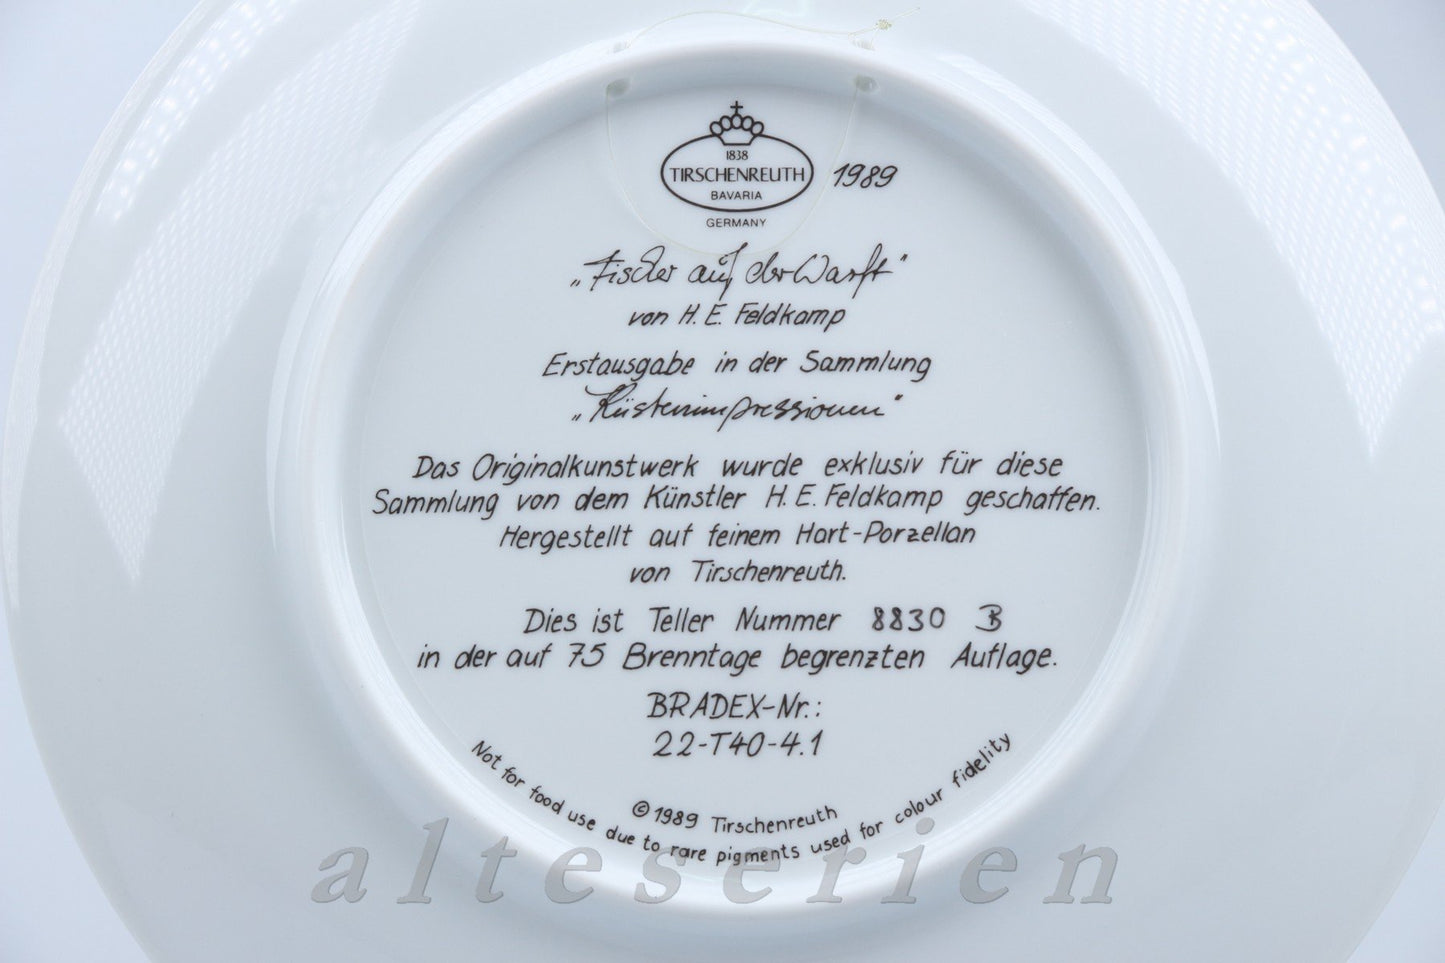 1838
TIRSCHENREUTH
BAVARIA
GERMANY
1989
„Fischer auf der Warft"
von H. E. Feldkamp
Erstausgabe in der Sammlung
„Küstenimpressionen"
Das Originalkunstwerk wurde exklusiv für diese
Sammlung von dem Künstler H. E. Feldkamp geschaffen.
Hergestellt auf feinem Hart-Porzellan
von Tirschenreuth.
Dies ist Teller Nummer 8830 B
in der auf 75 Brenntage begrenzten Auflage.
BRADEX-Nr.:
22-T40-4.1
© 1989 Tirschenreuth
Not for food use due to rare pigments used for colour fidelity
alteserien